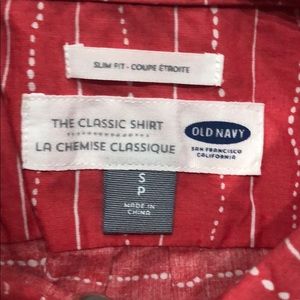 SLIM FIT - COUPE ÉTROITE
THE CLASSIC SHIRT
LA CHEMISE CLASSIQUE
OLD NAVY
SAN FRANCISCO
CALIFORNIA
S
P
MADE IN
CHINA